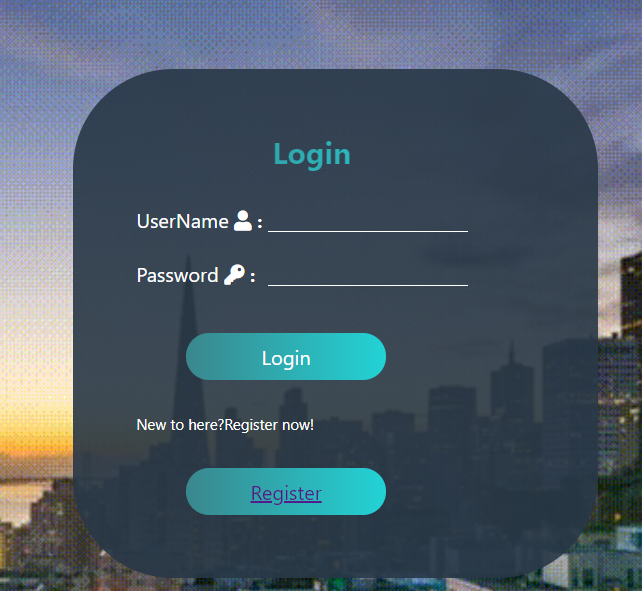 Login
UserName :
Password :
Login
New to here?Register now!
Register